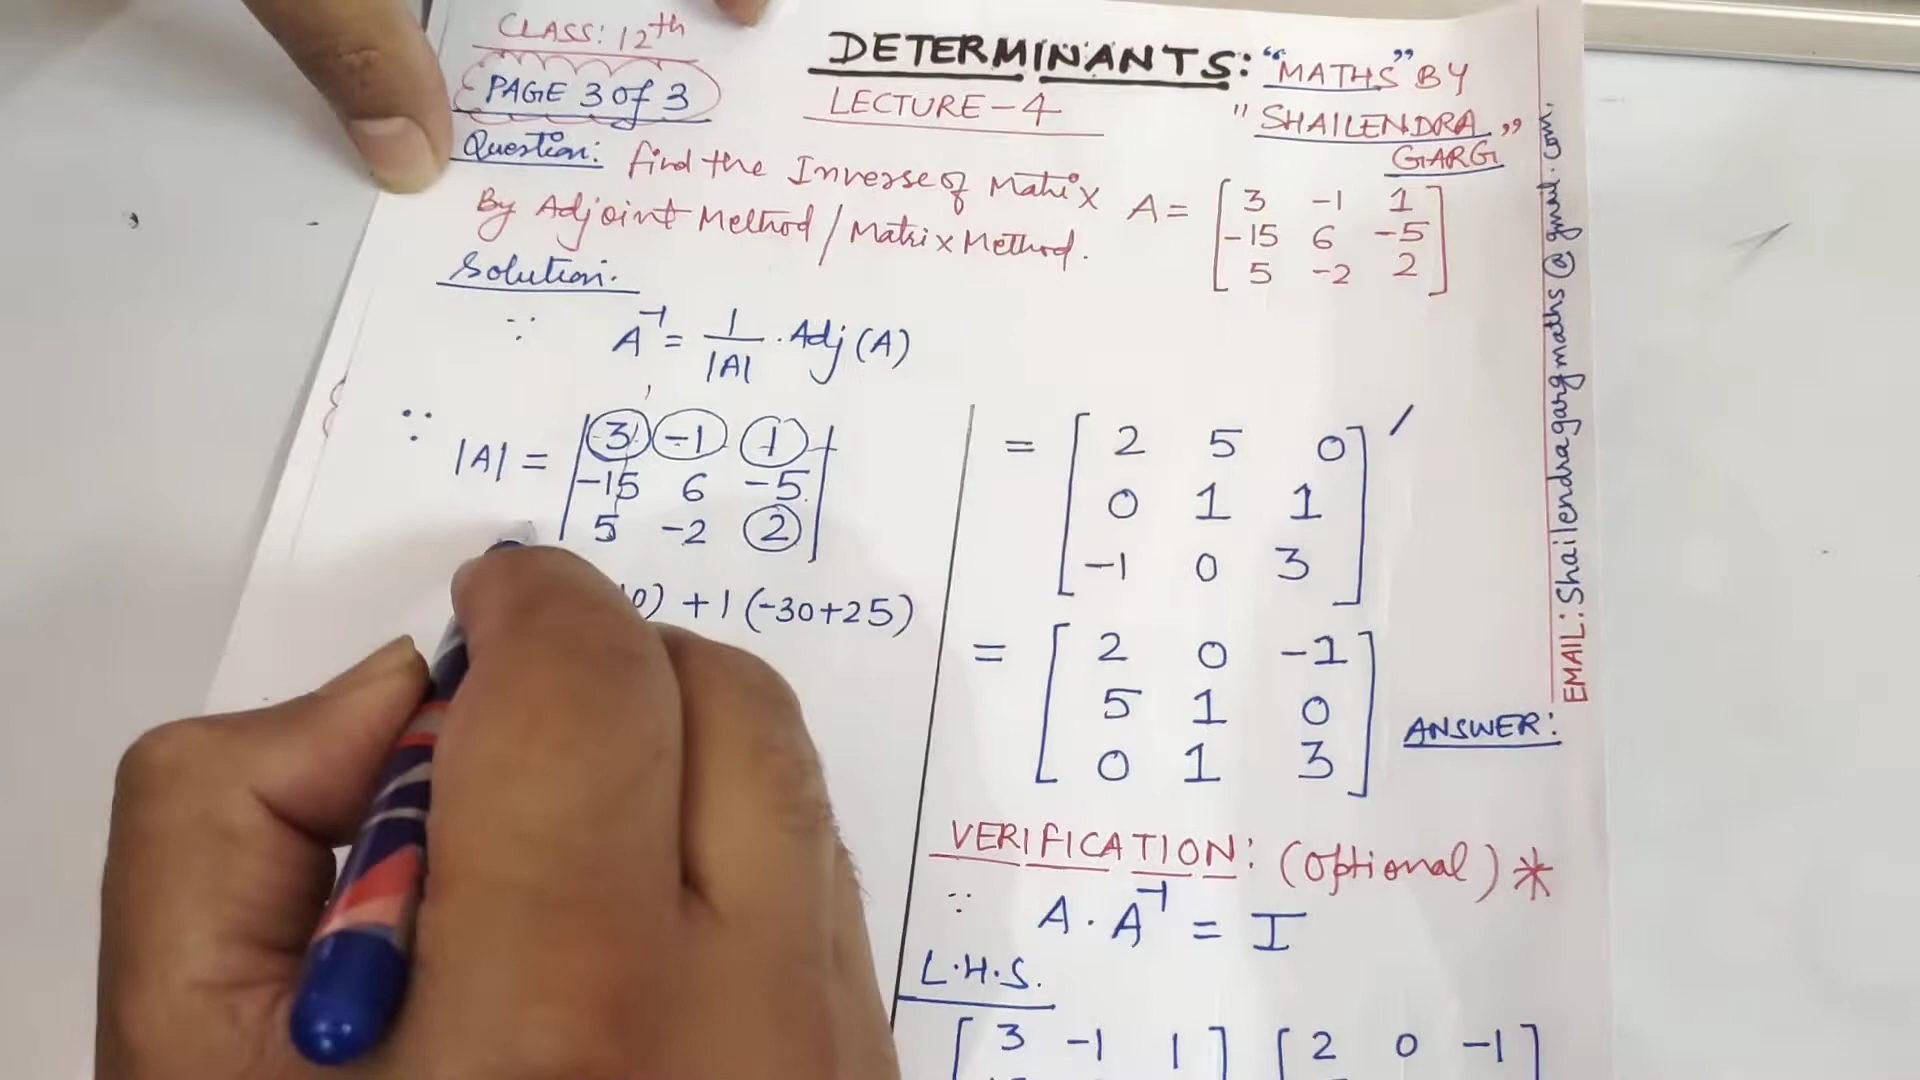 CLASS: 12th
PAGE 3 of 3
DETERMINANTS: "MATHS" BY
LECTURE-4
"SHAILENDRA"
GARG
Question: find the Inverse of Matrix
By Adjoint Method / Matrix Method.
A = [3 -1 1]
[-15 6 -5]
[5 -2 2]
Solution:
∵ A⁻¹ = 1/|A| . Adj (A)
∵ |A| = |3 -1 1|
|-15 6 -5|
|5 -2 2|
0) +1 (-30+25)
= [2 5 0]′
[0 1 1]
[-1 0 3]
= [2 0 -1]
[5 1 0]
[0 1 3]
ANSWER:
VERIFICATION: (Optional) *
∵ A . A⁻¹ = I
L.H.S.
[3 -1 1] [2 0 -1]
EMAIL: Shailendragargmaths@gmail.com.